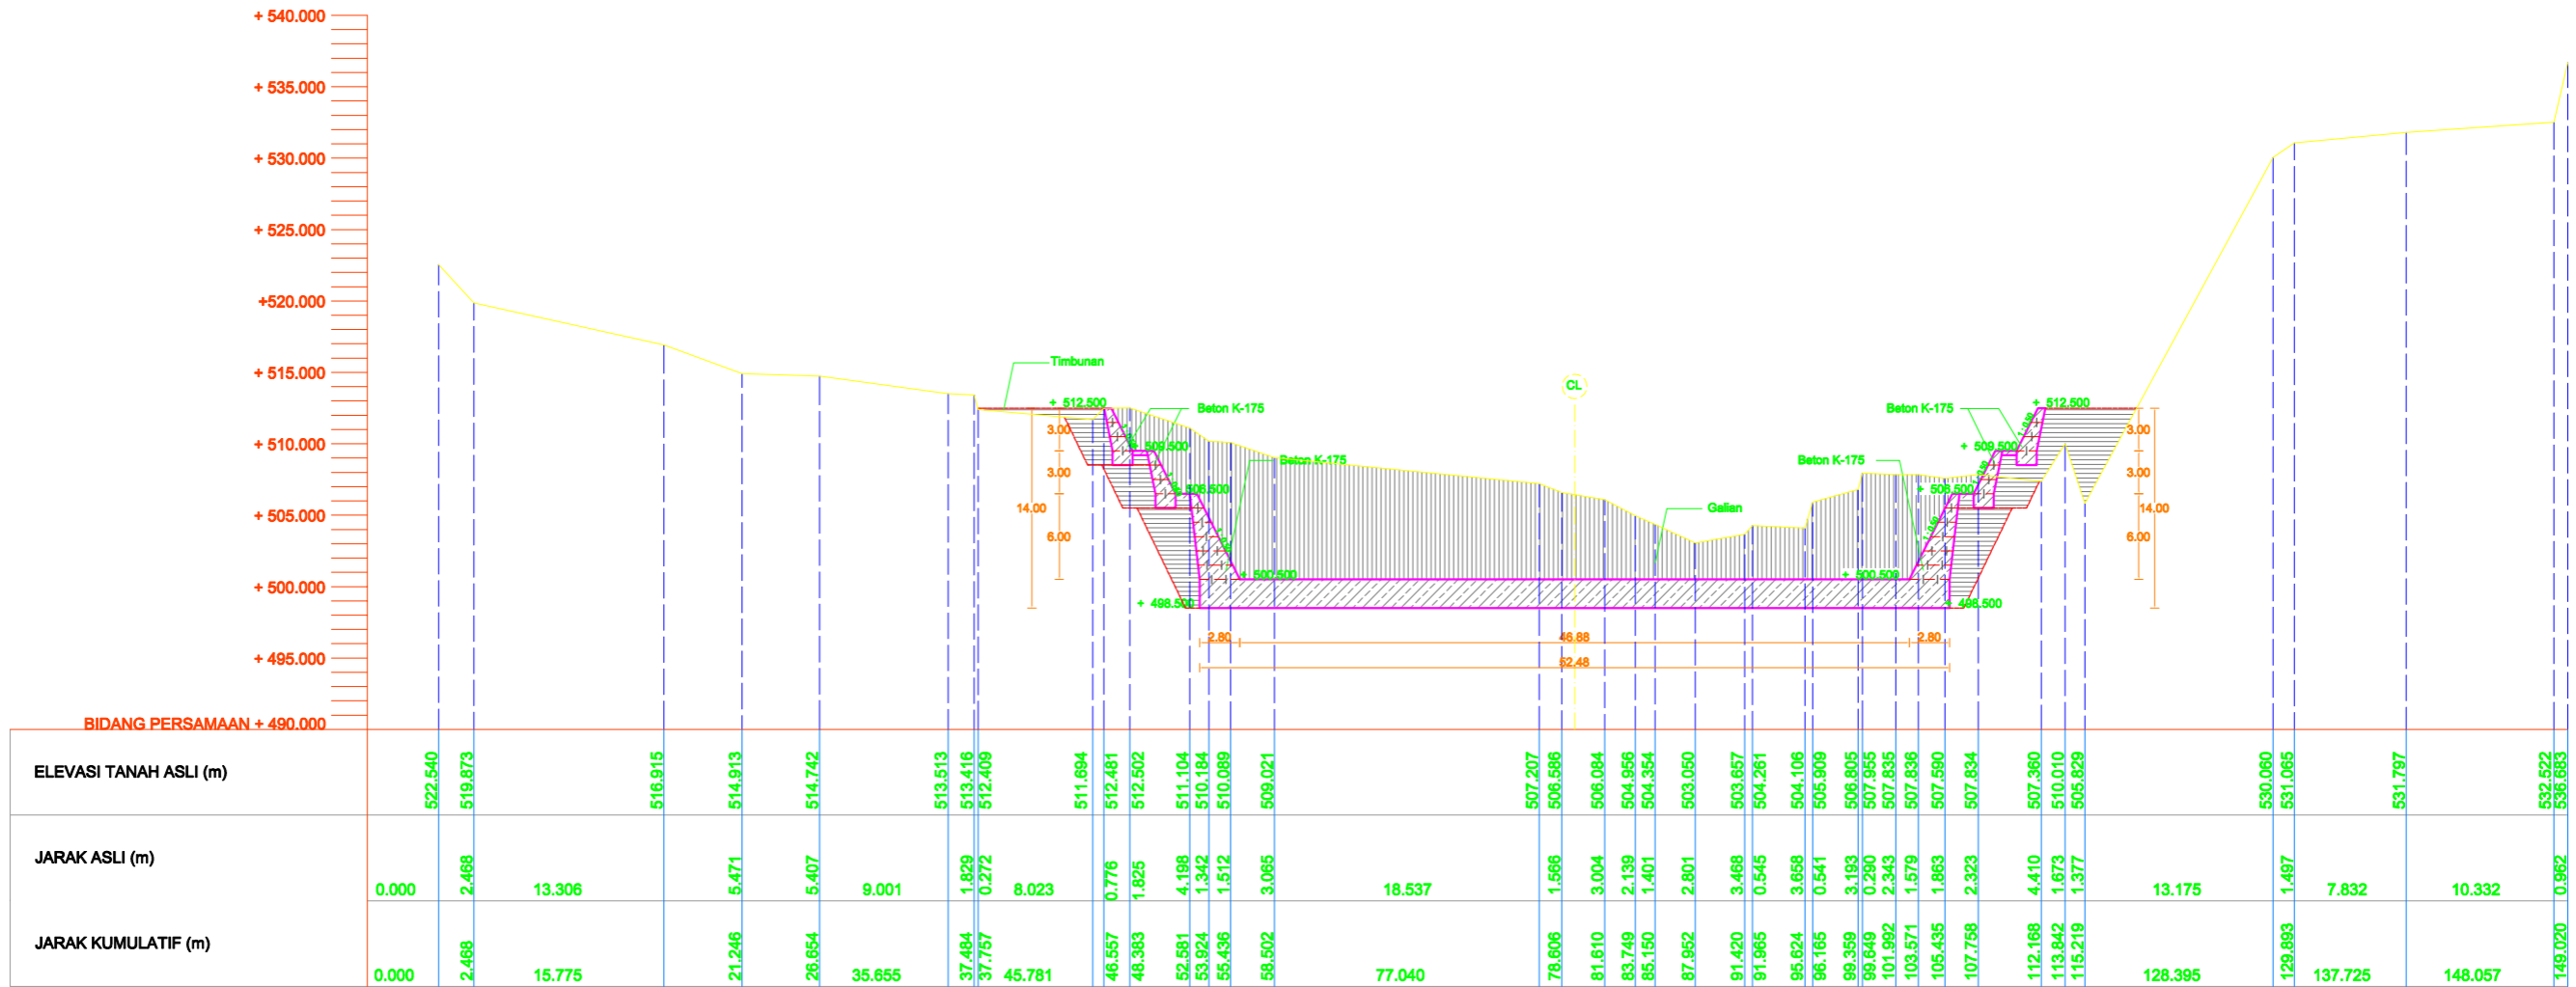 + 540.000
+ 535.000
+ 530.000
+ 525.000
+520.000
+ 515.000
+ 510.000
+ 505.000
+ 500.000
+ 495.000
BIDANG PERSAMAAN + 490.000
Timbunan
+ 512.500
Beton K-175
3.00
+ 509.500
3.00
+ 506.500
Beton K-175
14.00
6.00
+ 500.500
+ 498.500
CL
Galian
Beton K-175
+ 512.500
1:0.50
3.00
+ 509.500
Beton K-175
1:0.50
3.00
+ 506.500
14.00
1:0.50
6.00
+ 500.500
+ 498.500
2.80 46.88 2.80
52.48
ELEVASI TANAH ASLI (m) 522.540 519.873 516.915 514.913 514.742 513.513 513.416 512.409 511.694 512.481 512.502 511.104 510.184 510.089 509.021 507.207 506.586 506.084 504.956 504.354 503.050 503.657 504.261 504.106 505.909 506.805 507.955 507.835 507.836 507.590 507.834 507.360 510.010 505.829 530.060 531.065 531.797 532.522 536.683
JARAK ASLI (m) 0.000 2.468 13.306 5.471 5.407 9.001 1.829 0.272 8.023 0.776 1.825 4.198 1.342 1.512 3.065 18.537 1.566 3.004 2.139 1.401 2.801 3.468 0.545 3.658 0.541 3.193 0.290 2.343 1.579 1.863 2.323 4.410 1.673 1.377 13.175 1.497 7.832 10.332 0.962
JARAK KUMULATIF (m) 0.000 2.468 15.775 21.246 26.654 35.655 37.484 37.757 45.781 46.557 48.383 52.581 53.924 55.436 58.502 77.040 78.606 81.610 83.749 85.150 87.952 91.420 91.965 95.624 96.165 99.359 99.649 101.992 103.571 105.435 107.758 112.168 113.842 115.219 128.395 129.893 137.725 148.057 149.020